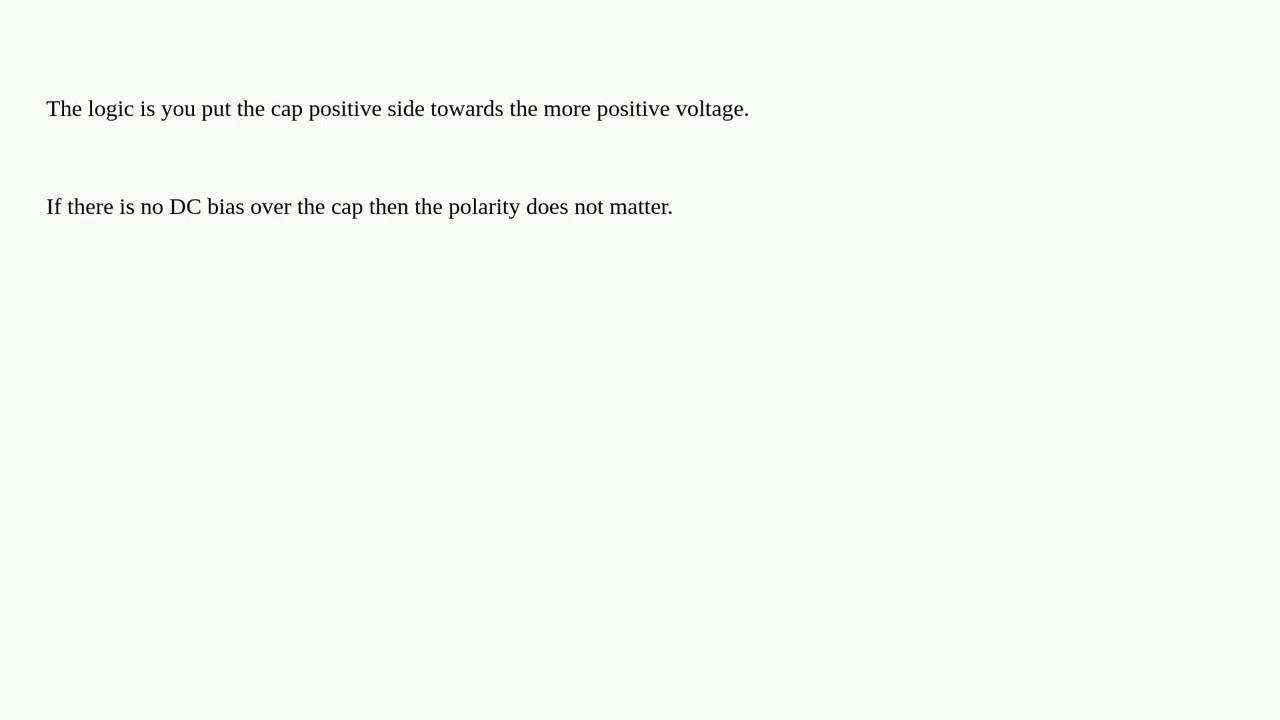 The logic is you put the cap positive side towards the more positive voltage.
If there is no DC bias over the cap then the polarity does not matter.